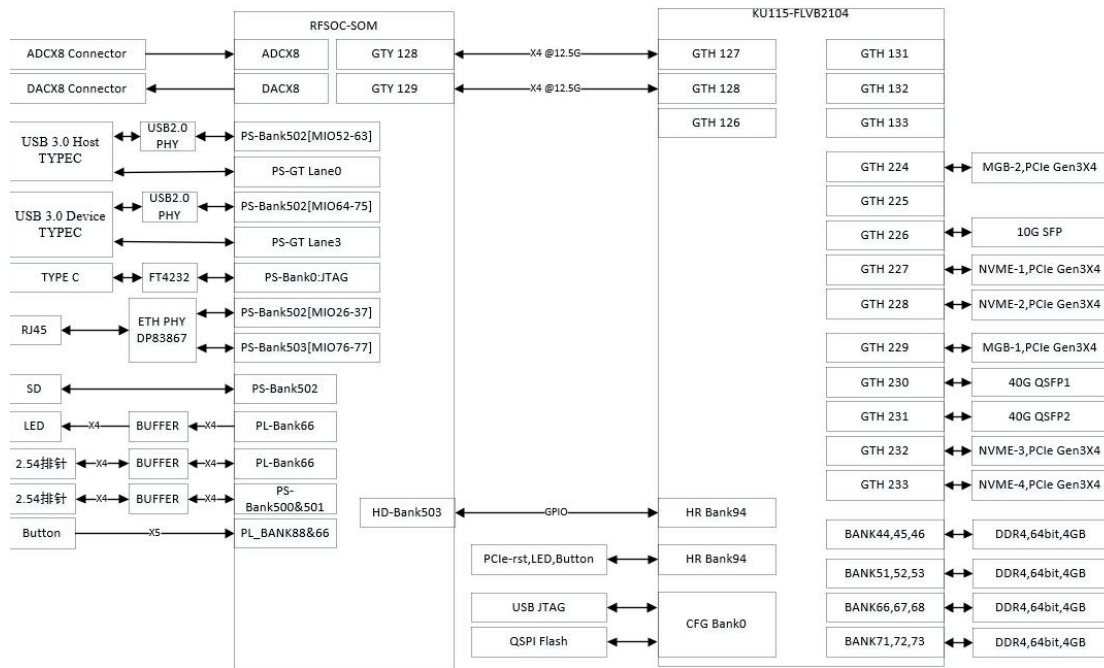 RFSOC-SOM
KU115-FLVB2104
ADCX8 Connector
ADCX8
GTY 128
X4 @12.5G
GTH 127
GTH 131
DACX8 Connector
DACX8
GTY 129
X4 @12.5G
GTH 128
GTH 132
GTH 126
GTH 133
USB 3.0 Host
TYPEC
USB2.0
PHY
PS-Bank502[MIO52-63]
PS-GT Lane0
GTH 224
MGB-2,PCIe Gen3X4
USB 3.0 Device
TYPEC
USB2.0
PHY
PS-Bank502[MIO64-75]
PS-GT Lane3
GTH 225
GTH 226
10G SFP
TYPE C
FT4232
PS-Bank0:JTAG
GTH 227
NVME-1,PCIe Gen3X4
RJ45
ETH PHY
DP83867
PS-Bank502[MIO26-37]
PS-Bank503[MIO76-77]
GTH 228
NVME-2,PCIe Gen3X4
GTH 229
MGB-1,PCIe Gen3X4
SD
PS-Bank502
GTH 230
40G QSFP1
LED
X4
BUFFER
X4
PL-Bank66
GTH 231
40G QSFP2
2.54排针
X4
BUFFER
X4
PL-Bank66
GTH 232
NVME-3,PCIe Gen3X4
2.54排针
X4
BUFFER
X4
PS-
Bank500&501
GTH 233
NVME-4,PCIe Gen3X4
Button
X5
PL_BANK88&66
HD-Bank503
GPIO
HR Bank94
BANK44,45,46
DDR4,64bit,4GB
PCIe-rst,LED,Button
HR Bank94
BANK51,52,53
DDR4,64bit,4GB
USB JTAG
CFG Bank0
BANK66,67,68
DDR4,64bit,4GB
QSPI Flash
BANK71,72,73
DDR4,64bit,4GB